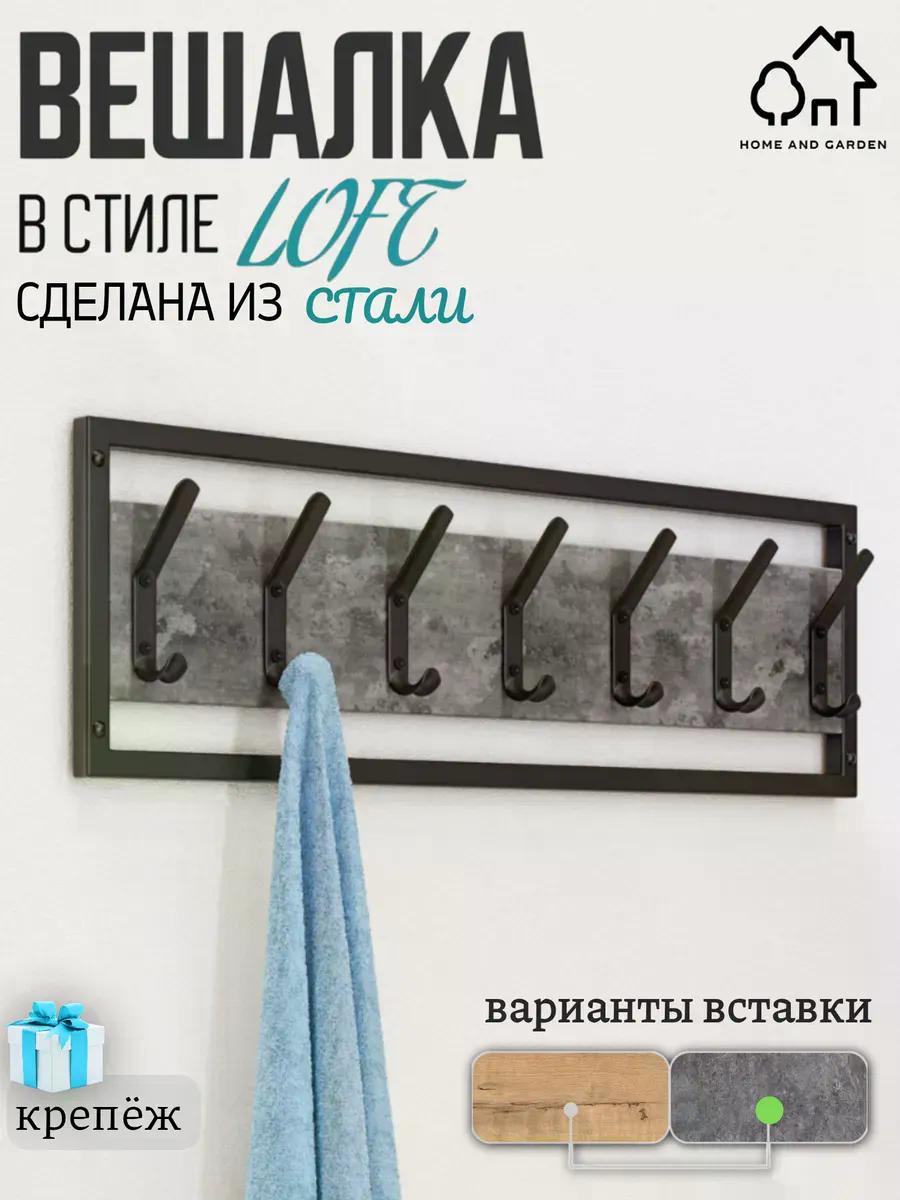 ВЕШАЛКА
В СТИЛЕ LOFT
СДЕЛАНА ИЗ стали
HOME AND GARDEN
варианты вставки
крепёж